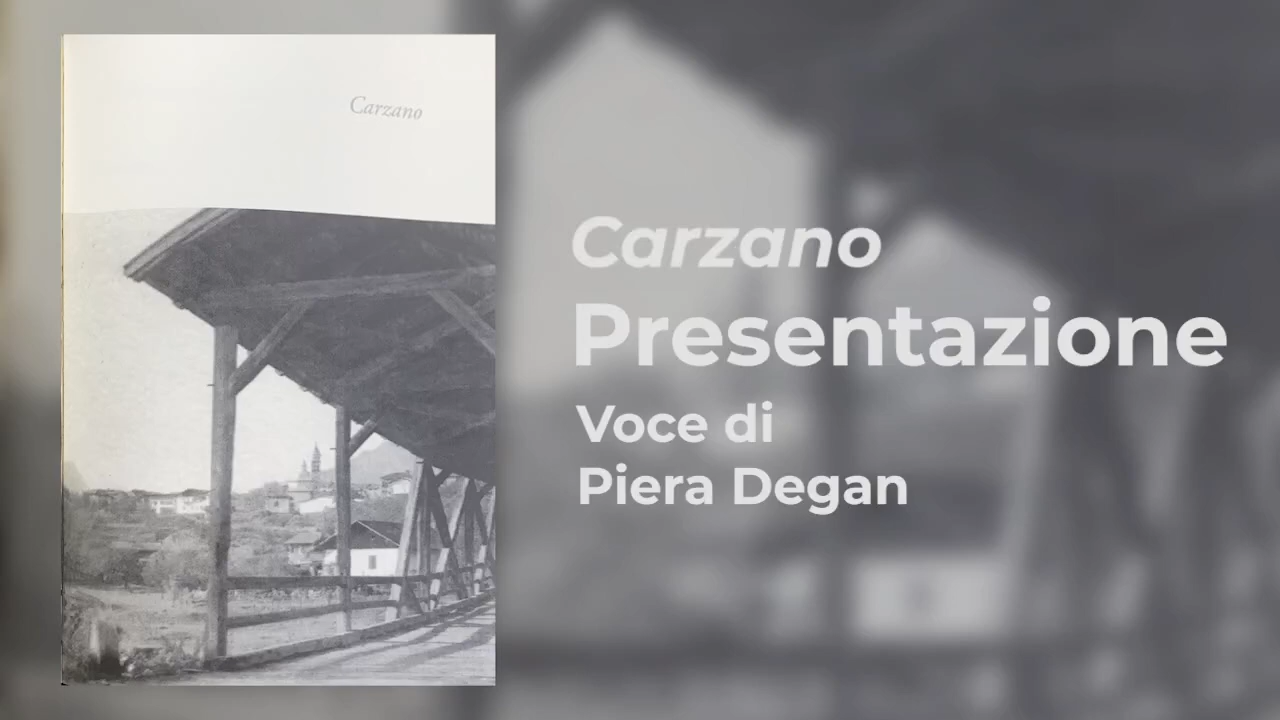 Carzano
Carzano
Presentazione
Voce di
Piera Degan